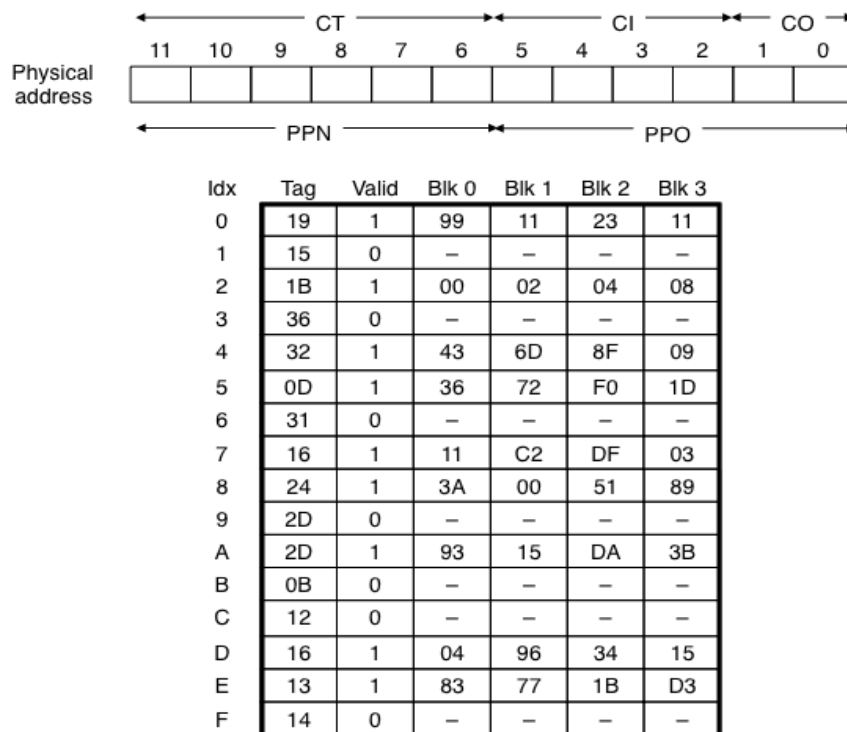 CT CI CO
11 10 9 8 7 6 5 4 3 2 1 0
Physical
address
PPN PPO
Idx Tag Valid Blk 0 Blk 1 Blk 2 Blk 3
0 19 1 99 11 23 11
1 15 0 – – – –
2 1B 1 00 02 04 08
3 36 0 – – – –
4 32 1 43 6D 8F 09
5 0D 1 36 72 F0 1D
6 31 0 – – – –
7 16 1 11 C2 DF 03
8 24 1 3A 00 51 89
9 2D 0 – – – –
A 2D 1 93 15 DA 3B
B 0B 0 – – – –
C 12 0 – – – –
D 16 1 04 96 34 15
E 13 1 83 77 1B D3
F 14 0 – – – –